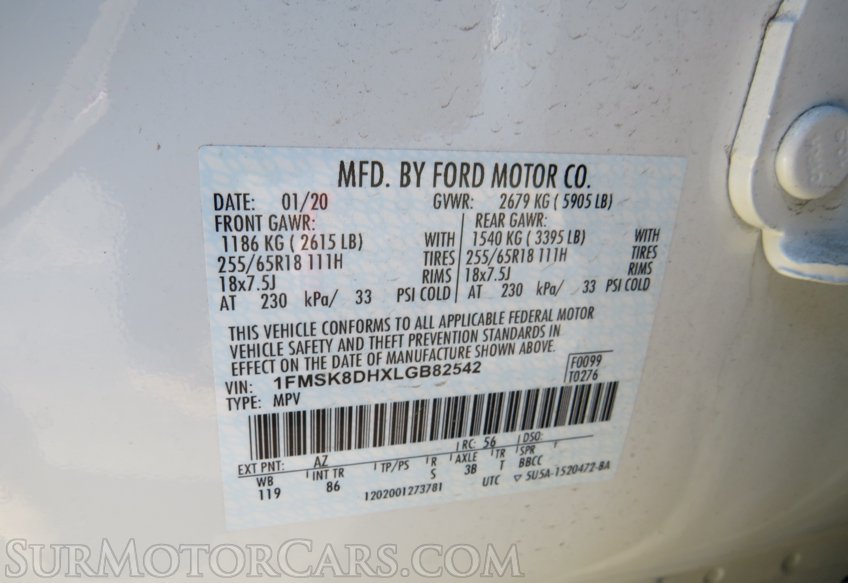 MFD. BY FORD MOTOR CO.
DATE: 01/20 GVWR: 2679 KG ( 5905 LB)
FRONT GAWR: REAR GAWR:
1186 KG ( 2615 LB) WITH 1540 KG ( 3395 LB) WITH
255/65R18 111H TIRES 255/65R18 111H TIRES
18x7.5J RIMS 18x7.5J RIMS
AT 230 kPa/ 33 PSI COLD AT 230 kPa/ 33 PSI COLD
THIS VEHICLE CONFORMS TO ALL APPLICABLE FEDERAL MOTOR
VEHICLE SAFETY AND THEFT PREVENTION STANDARDS IN
EFFECT ON THE DATE OF MANUFACTURE SHOWN ABOVE.
VIN: 1FMSK8DHXLGB82542 F0099
TYPE: MPV T0276
EXT PNT: AZ RC: 56 DSO:
WB INT TR TP/PS R AXLE TR SPR
119 86 S 3B T BBCC
1202001273781 UTC ▽ 5U5A-1520472-BA
SURMOTORCARS.COM